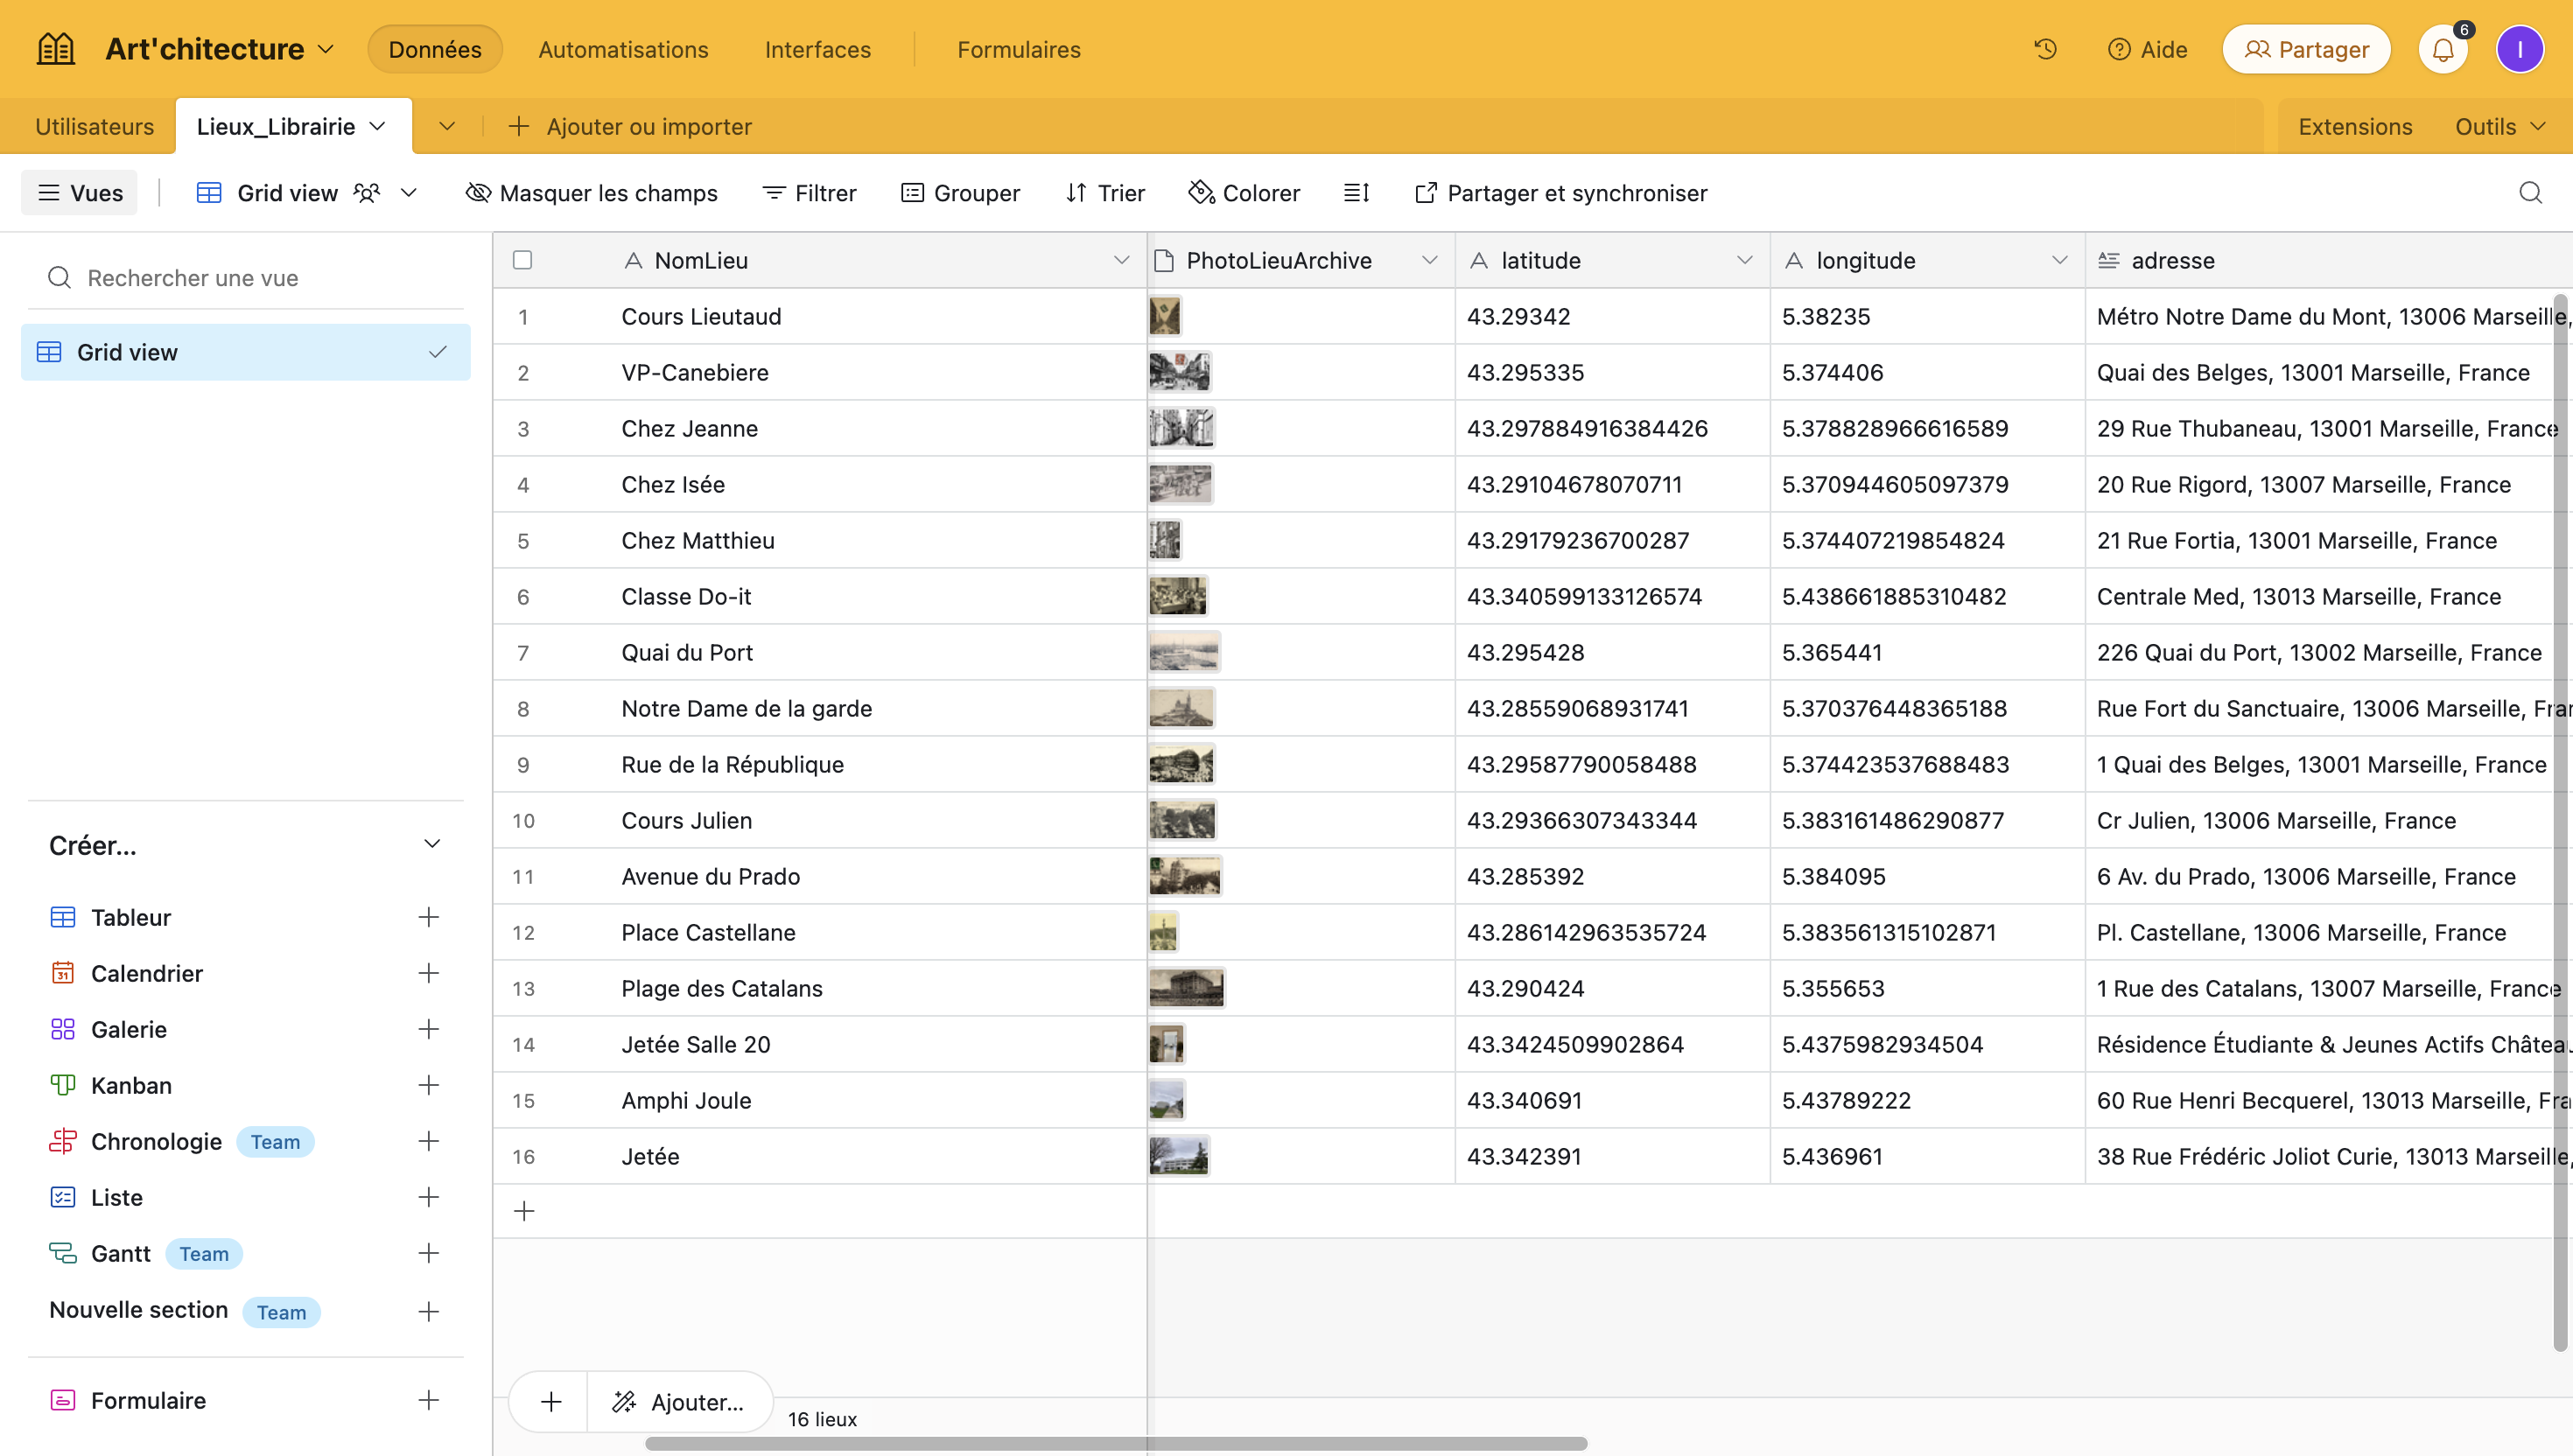 Art'chitecture Données Automatisations Interfaces Formulaires Aide Partager 6 I
Utilisateurs Lieux_Librairie Ajouter ou importer Extensions Outils
Vues Grid view Masquer les champs Filtrer Grouper Trier Colorer Partager et synchroniser
Rechercher une vue
Grid view
Créer...
Tableur
31 Calendrier
Galerie
Kanban
Chronologie Team
Liste
Gantt Team
Nouvelle section Team
Formulaire
NomLieu PhotoLieuArchive latitude longitude adresse
1 Cours Lieutaud 43.29342 5.38235 Métro Notre Dame du Mont, 13006 Marseille,
2 VP-Canebiere 43.295335 5.374406 Quai des Belges, 13001 Marseille, France
3 Chez Jeanne 43.297884916384426 5.378828966616589 29 Rue Thubaneau, 13001 Marseille, France
4 Chez Isée 43.29104678070711 5.370944605097379 20 Rue Rigord, 13007 Marseille, France
5 Chez Matthieu 43.29179236700287 5.374407219854824 21 Rue Fortia, 13001 Marseille, France
6 Classe Do-it 43.340599133126574 5.438661885310482 Centrale Med, 13013 Marseille, France
7 Quai du Port 43.295428 5.365441 226 Quai du Port, 13002 Marseille, France
8 Notre Dame de la garde 43.28559068931741 5.370376448365188 Rue Fort du Sanctuaire, 13006 Marseille, Fran
9 Rue de la République 43.29587790058488 5.374423537688483 1 Quai des Belges, 13001 Marseille, France
10 Cours Julien 43.29366307343344 5.383161486290877 Cr Julien, 13006 Marseille, France
11 Avenue du Prado 43.285392 5.384095 6 Av. du Prado, 13006 Marseille, France
12 Place Castellane 43.286142963535724 5.383561315102871 Pl. Castellane, 13006 Marseille, France
13 Plage des Catalans 43.290424 5.355653 1 Rue des Catalans, 13007 Marseille, France
14 Jetée Salle 20 43.3424509902864 5.4375982934504 Résidence Étudiante & Jeunes Actifs Château
15 Amphi Joule 43.340691 5.43789222 60 Rue Henri Becquerel, 13013 Marseille, Fra
16 Jetée 43.342391 5.436961 38 Rue Frédéric Joliot Curie, 13013 Marseille,
Ajouter... 16 lieux